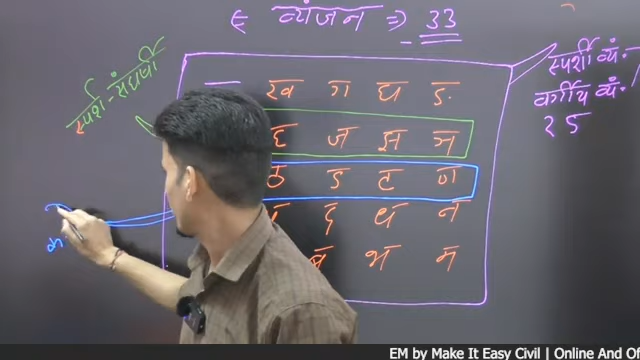 व्यंजन ⇒ 33
स्पर्श-संघर्षी
स्पर्शी व्यं.
वर्गीय व्यं.
२५
ख ग घ ङ
छ ज झ ञ
ठ ड ढ ण
द ध न
ब भ म
EM by Make It Easy Civil | Online And Of